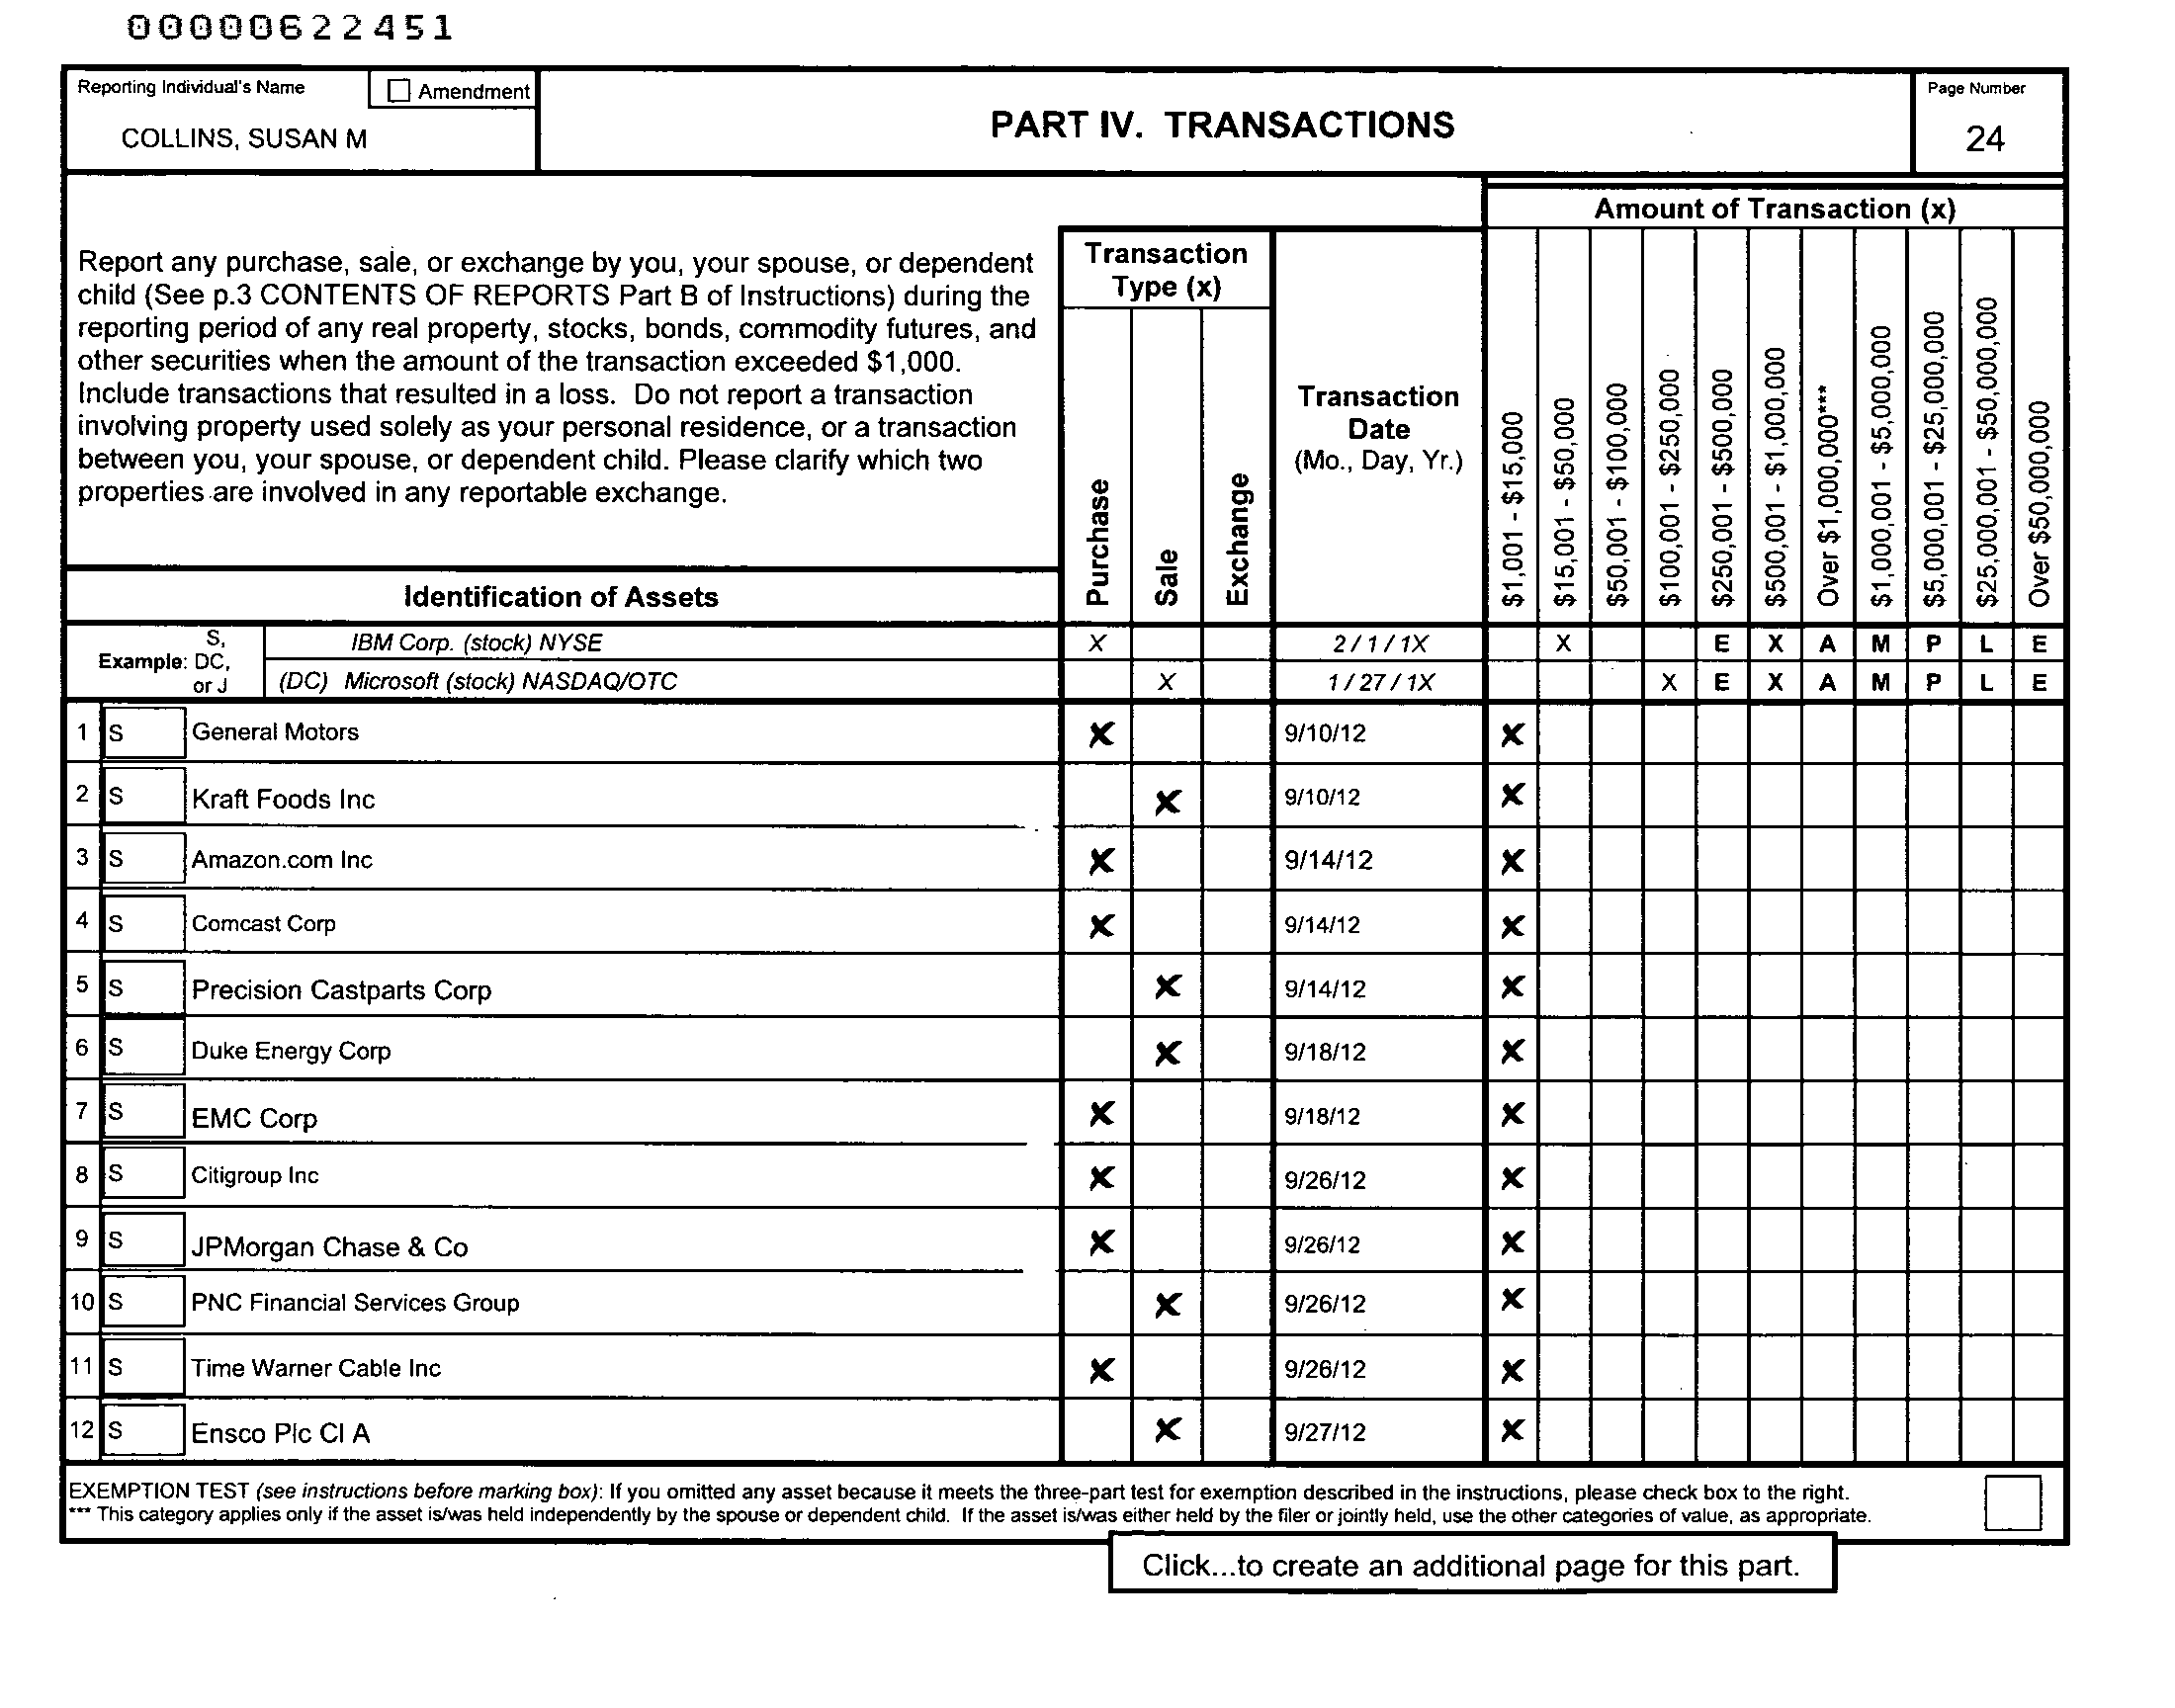 00000622451
Reporting Individual's Name
☐ Amendment
COLLINS, SUSAN M
PART IV. TRANSACTIONS
Page Number
24
Report any purchase, sale, or exchange by you, your spouse, or dependent
child (See p.3 CONTENTS OF REPORTS Part B of Instructions) during the
reporting period of any real property, stocks, bonds, commodity futures, and
other securities when the amount of the transaction exceeded $1,000.
Include transactions that resulted in a loss. Do not report a transaction
involving property used solely as your personal residence, or a transaction
between you, your spouse, or dependent child. Please clarify which two
properties are involved in any reportable exchange.
Identification of Assets
Transaction
Type (x)
Purchase
Sale
Exchange
Transaction
Date
(Mo., Day, Yr.)
Amount of Transaction (x)
$1,001 - $15,000
$15,001 - $50,000
$50,001 - $100,000
$100,001 - $250,000
$250,001 - $500,000
$500,001 - $1,000,000
Over $1,000,000***
$1,000,001 - $5,000,000
$5,000,001 - $25,000,000
$25,000,001 - $50,000,000
Over $50,000,000
Example: S, DC, or J
IBM Corp. (stock) NYSE X 2 / 1 / 1X X E X A M P L E
(DC) Microsoft (stock) NASDAQ/OTC X 1 / 27 / 1X X E X A M P L E
1 S General Motors X 9/10/12 X
2 S Kraft Foods Inc X 9/10/12 X
3 S Amazon.com Inc X 9/14/12 X
4 S Comcast Corp X 9/14/12 X
5 S Precision Castparts Corp X 9/14/12 X
6 S Duke Energy Corp X 9/18/12 X
7 S EMC Corp X 9/18/12 X
8 S Citigroup Inc X 9/26/12 X
9 S JPMorgan Chase & Co X 9/26/12 X
10 S PNC Financial Services Group X 9/26/12 X
11 S Time Warner Cable Inc X 9/26/12 X
12 S Ensco Plc Cl A X 9/27/12 X
EXEMPTION TEST (see instructions before marking box): If you omitted any asset because it meets the three-part test for exemption described in the instructions, please check box to the right.
*** This category applies only if the asset is/was held independently by the spouse or dependent child. If the asset is/was either held by the filer or jointly held, use the other categories of value, as appropriate.
Click...to create an additional page for this part.